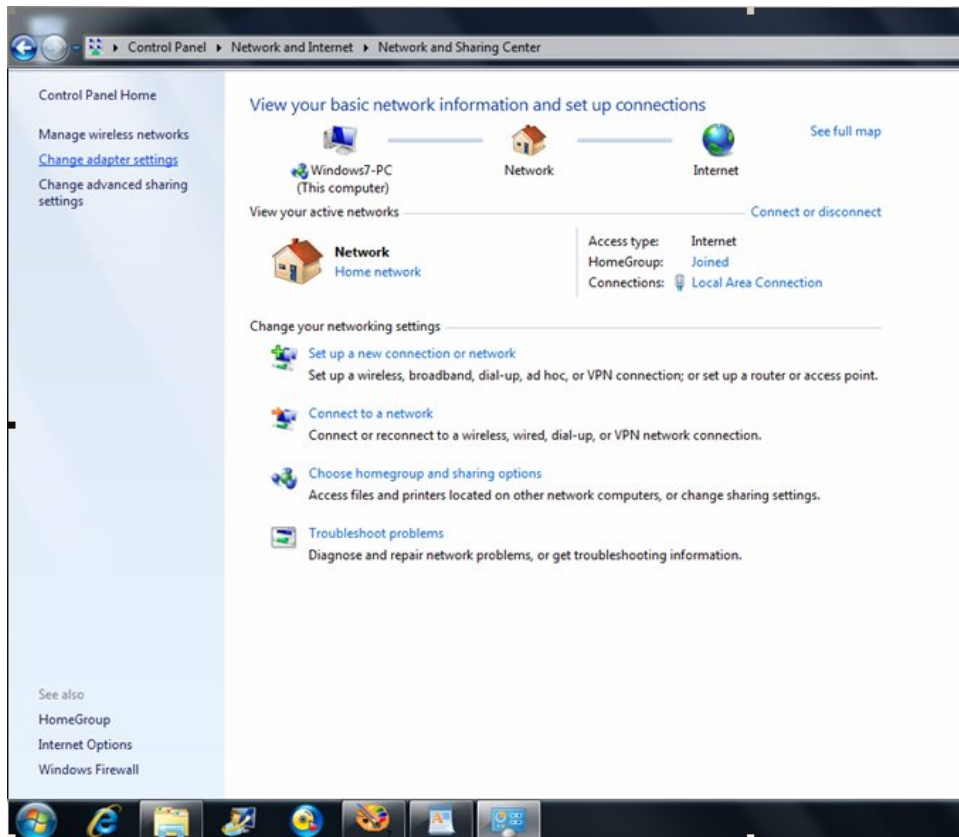 Control Panel ▸ Network and Internet ▸ Network and Sharing Center
Control Panel Home
Manage wireless networks
Change adapter settings
Change advanced sharing
settings
View your basic network information and set up connections
See full map
Windows7-PC
(This computer)
Network
Internet
View your active networks
Connect or disconnect
Network
Home network
Access type: Internet
HomeGroup: Joined
Connections: Local Area Connection
Change your networking settings
Set up a new connection or network
Set up a wireless, broadband, dial-up, ad hoc, or VPN connection; or set up a router or access point.
Connect to a network
Connect or reconnect to a wireless, wired, dial-up, or VPN network connection.
Choose homegroup and sharing options
Access files and printers located on other network computers, or change sharing settings.
Troubleshoot problems
Diagnose and repair network problems, or get troubleshooting information.
See also
HomeGroup
Internet Options
Windows Firewall